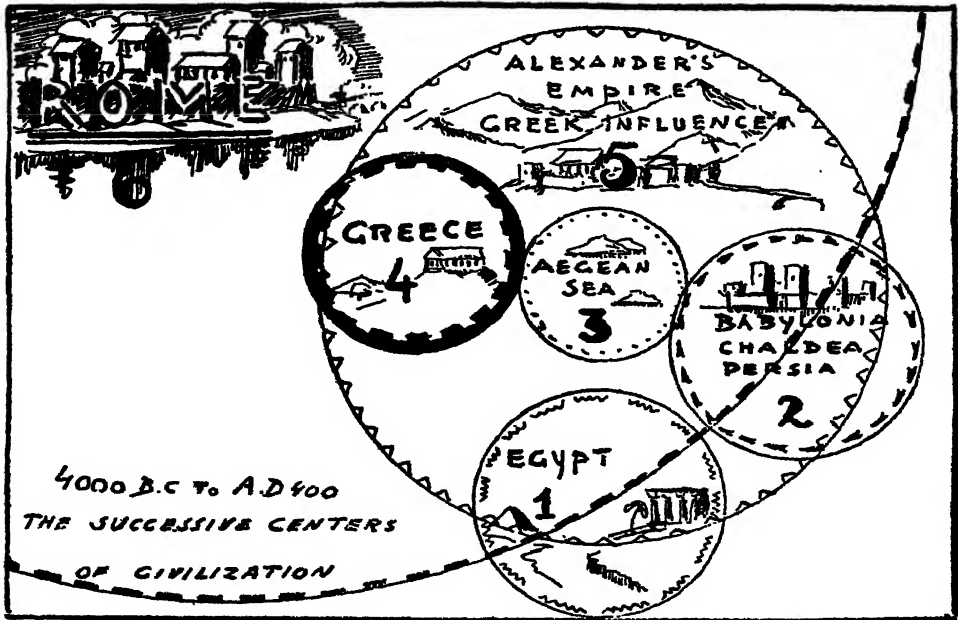 ROME
6
ALEXANDER'S
EMPIRE
GREEK INFLUENCE
5
GREECE
4
AEGEAN
SEA
3
BABYLONIA
CHALDEA
PERSIA
2
EGYPT
1
4000 B.C To A.D 400
THE SUCCESSIVE CENTERS
OF CIVILIZATION